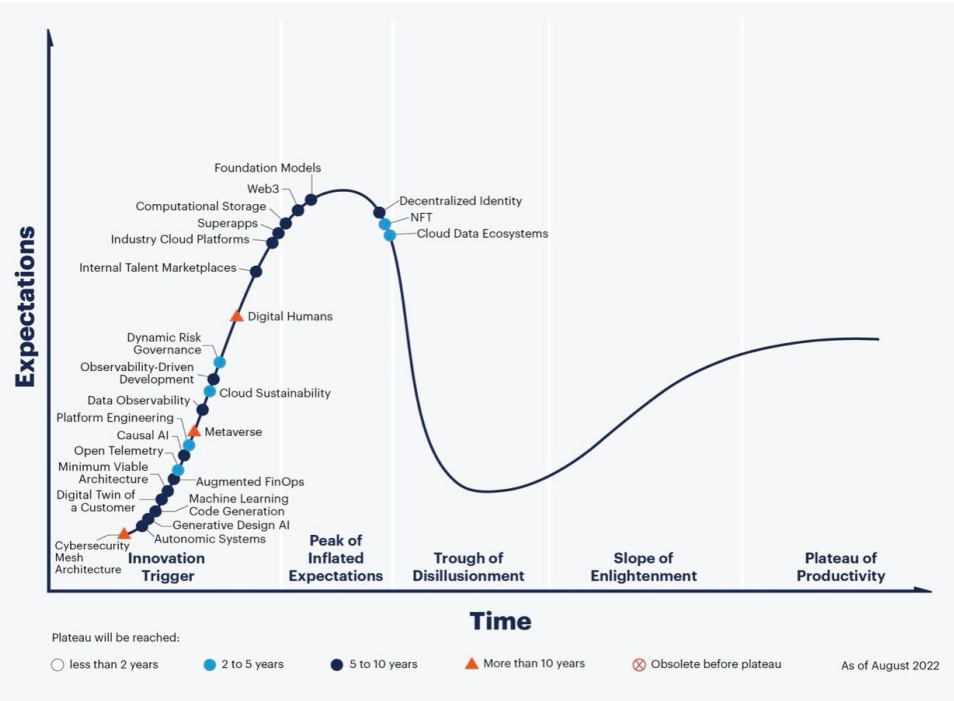 Foundation Models
Web3
Computational Storage
Superapps
Industry Cloud Platforms
Internal Talent Marketplaces
Decentralized Identity
NFT
Cloud Data Ecosystems
Digital Humans
Dynamic Risk
Governance
Observability-Driven
Development
Cloud Sustainability
Data Observability
Platform Engineering
Metaverse
Causal AI
Open Telemetry
Minimum Viable
Architecture
Augmented FinOps
Digital Twin of
a Customer
Machine Learning
Code Generation
Generative Design AI
Autonomic Systems
Cybersecurity
Mesh
Architecture
Expectations
Innovation
Trigger
Peak of
Inflated
Expectations
Trough of
Disillusionment
Slope of
Enlightenment
Plateau of
Productivity
Time
Plateau will be reached:
less than 2 years
2 to 5 years
5 to 10 years
More than 10 years
Obsolete before plateau
As of August 2022